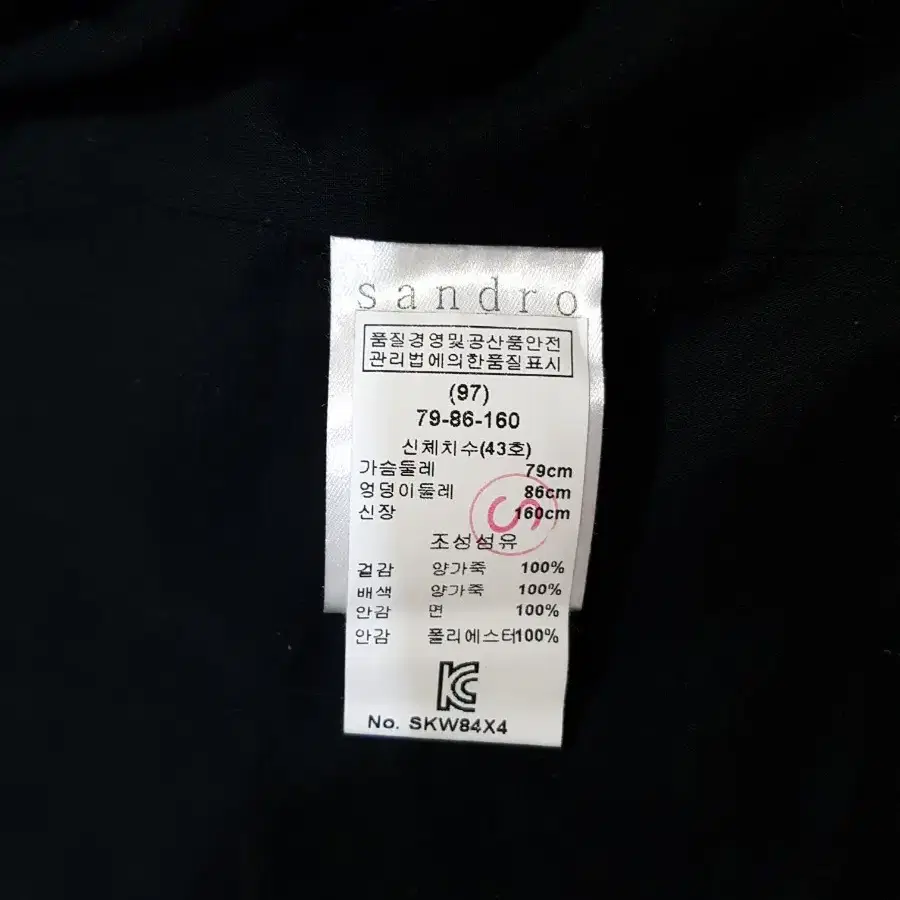 sandro
품질경영및공산품안전
관리법에의한품질표시
(97)
79-86-160
신체치수(43호)
가슴둘레 79cm
엉덩이둘레 86cm
신장 160cm
S
조성섬유
겉감 양가죽 100%
배색 양가죽 100%
안감 면 100%
안감 폴리에스터100%
KC
No. SKW84X4